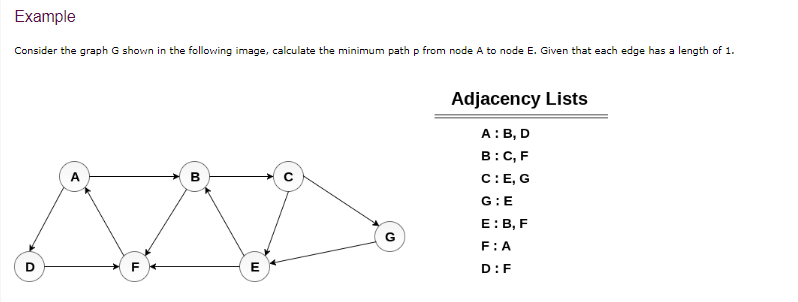 Example
Consider the graph G shown in the following image, calculate the minimum path p from node A to node E. Given that each edge has a length of 1.
Adjacency Lists
A : B, D
B : C, F
C : E, G
G : E
E : B, F
F : A
D : F
A B C
G
D F E